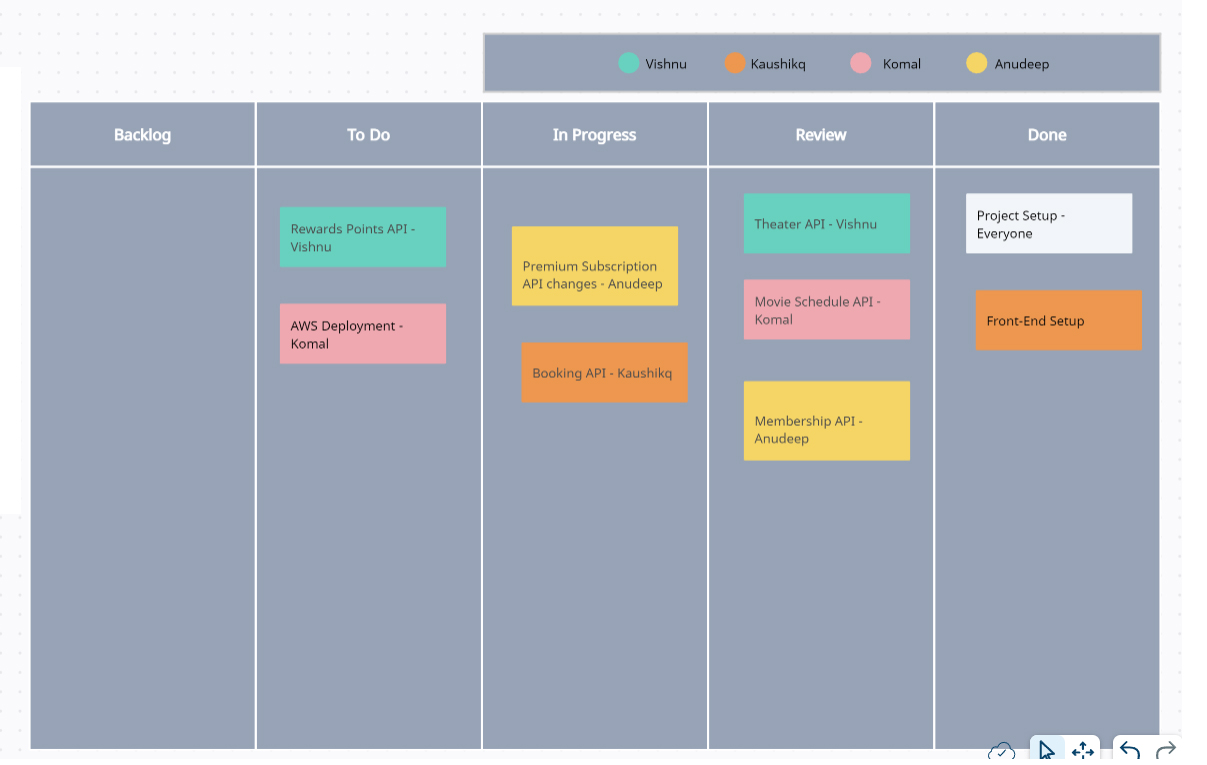 Vishnu
Kaushikq
Komal
Anudeep
Backlog
To Do
In Progress
Review
Done
Rewards Points API -
Vishnu
AWS Deployment -
Komal
Premium Subscription
API changes - Anudeep
Booking API - Kaushikq
Theater API - Vishnu
Movie Schedule API -
Komal
Membership API -
Anudeep
Project Setup -
Everyone
Front-End Setup